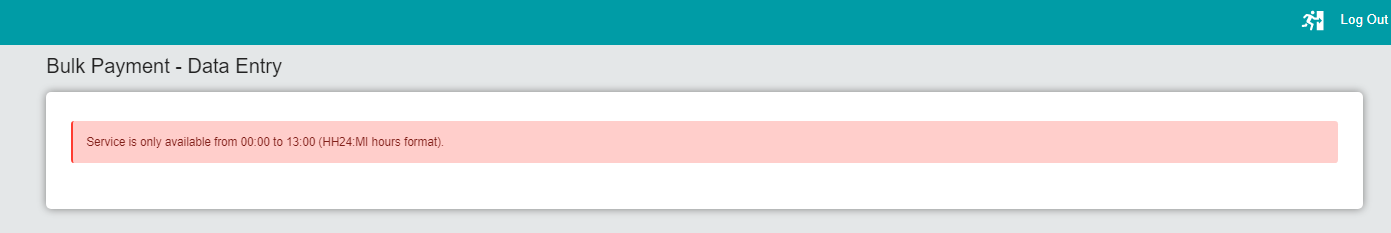 Log Out
Bulk Payment - Data Entry
Service is only available from 00:00 to 13:00 (HH24:MI hours format).